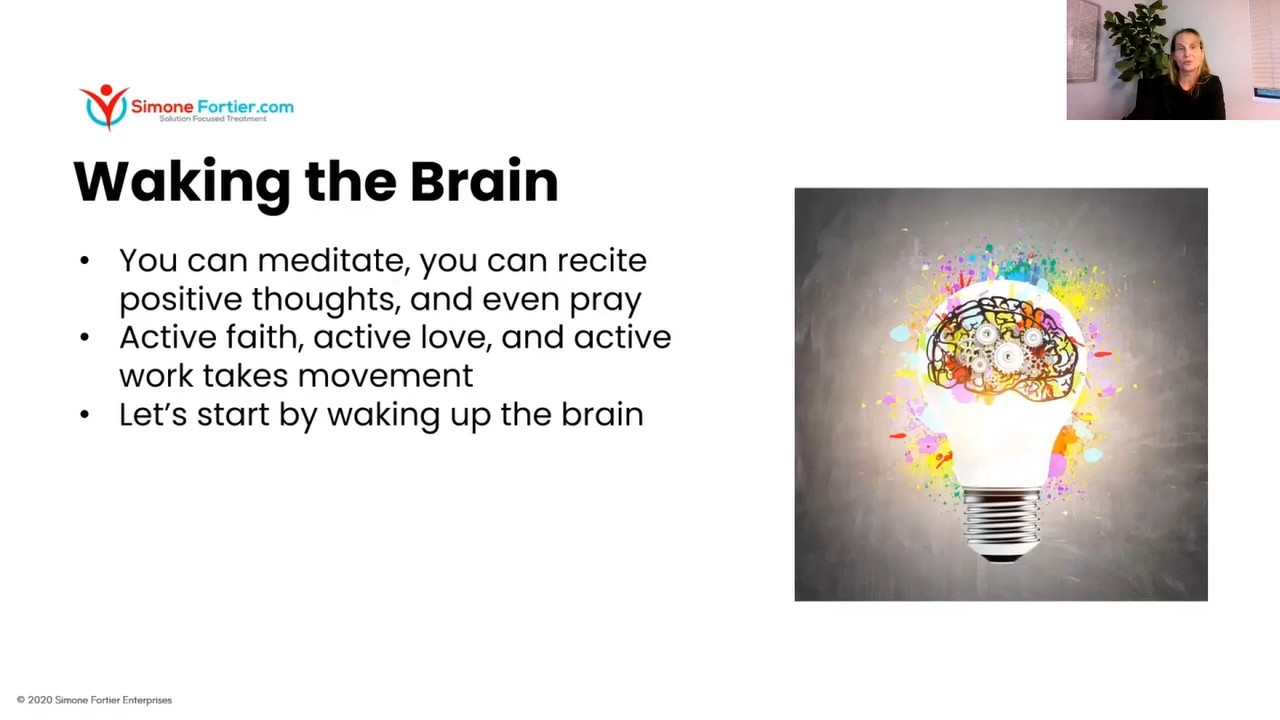 Simone Fortier.com
Solution Focused Treatment
Waking the Brain
• You can meditate, you can recite
positive thoughts, and even pray
• Active faith, active love, and active
work takes movement
• Let’s start by waking up the brain
© 2020 Simone Fortier Enterprises